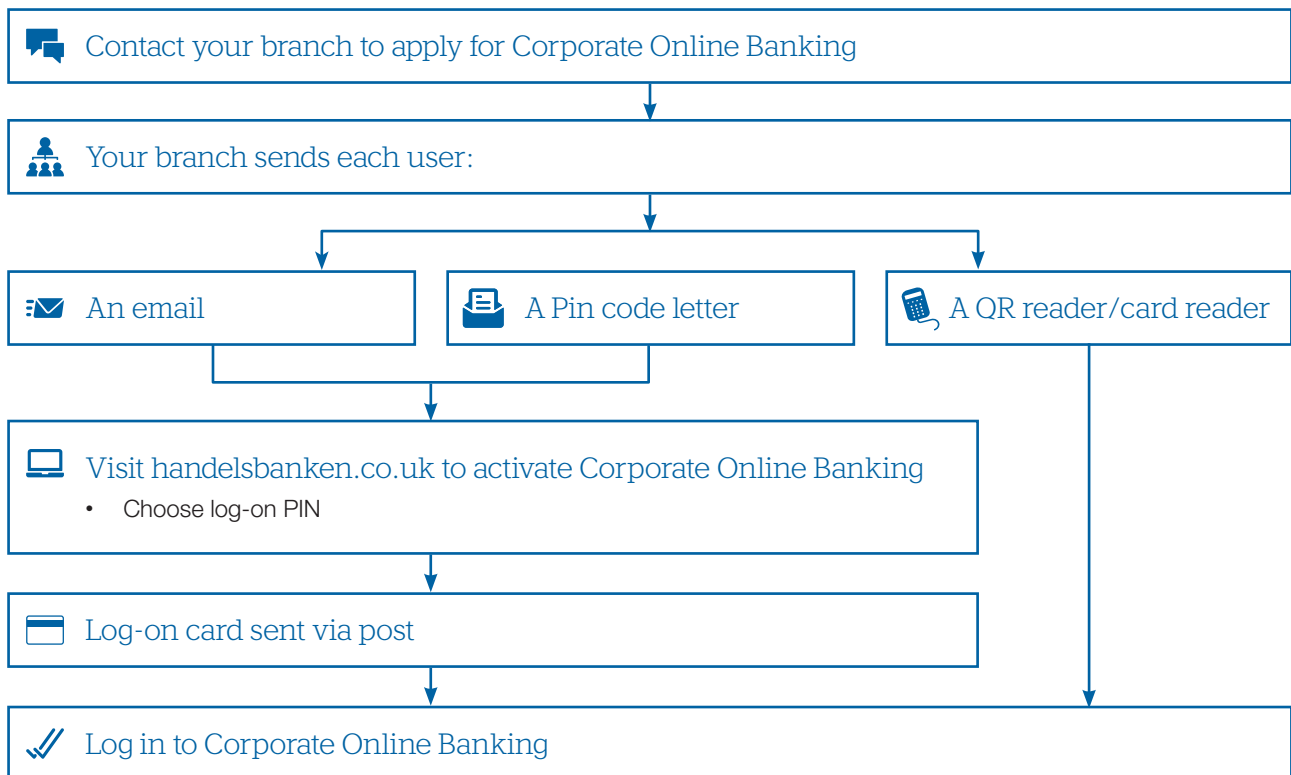 Contact your branch to apply for Corporate Online Banking
Your branch sends each user:
An email
A Pin code letter
A QR reader/card reader
Visit handelsbanken.co.uk to activate Corporate Online Banking
• Choose log-on PIN
Log-on card sent via post
Log in to Corporate Online Banking